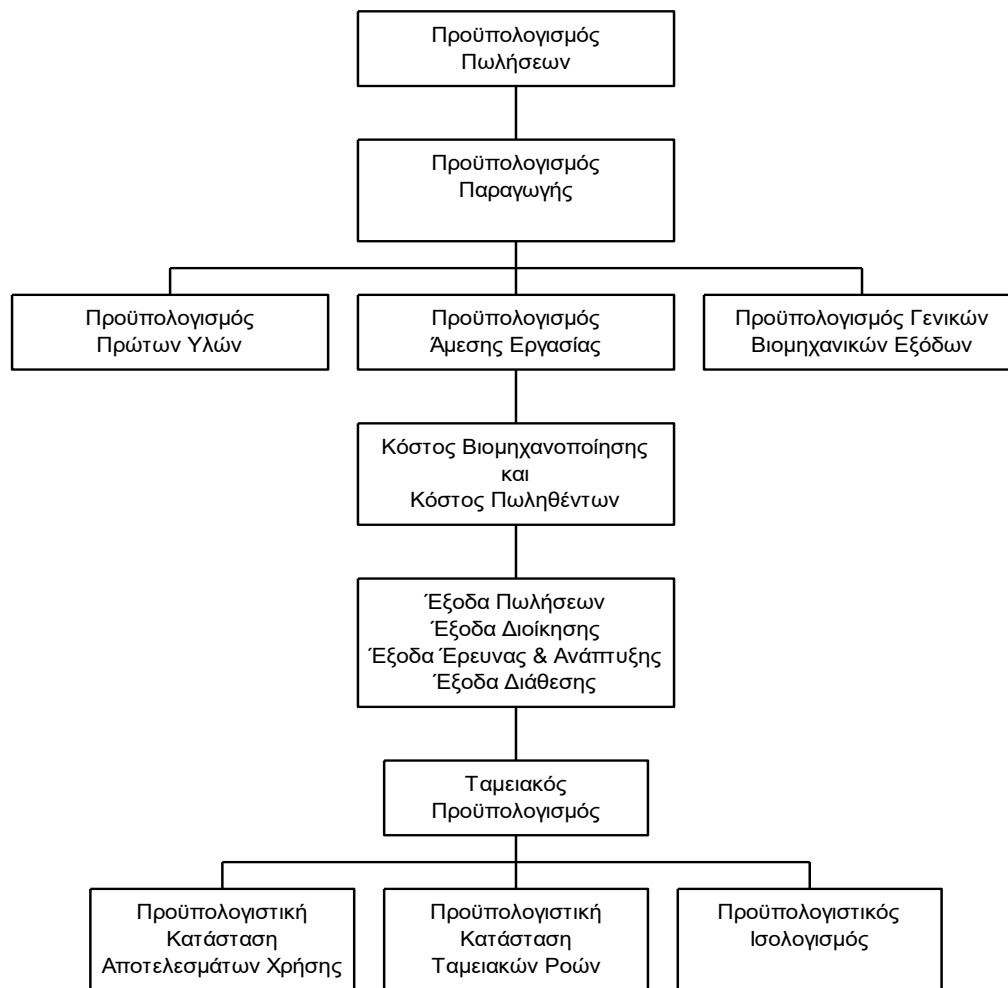 Προϋπολογισμός
Πωλήσεων
Προϋπολογισμός
Παραγωγής
Προϋπολογισμός
Πρώτων Υλών
Προϋπολογισμός
Άμεσης Εργασίας
Προϋπολογισμός Γενικών
Βιομηχανικών Εξόδων
Κόστος Βιομηχανοποίησης
και
Κόστος Πωληθέντων
Έξοδα Πωλήσεων
Έξοδα Διοίκησης
Έξοδα Έρευνας & Ανάπτυξης
Έξοδα Διάθεσης
Ταμειακός
Προϋπολογισμός
Προϋπολογιστική
Κατάσταση
Αποτελεσμάτων Χρήσης
Προϋπολογιστική
Κατάσταση
Ταμειακών Ροών
Προϋπολογιστικός
Ισολογισμός